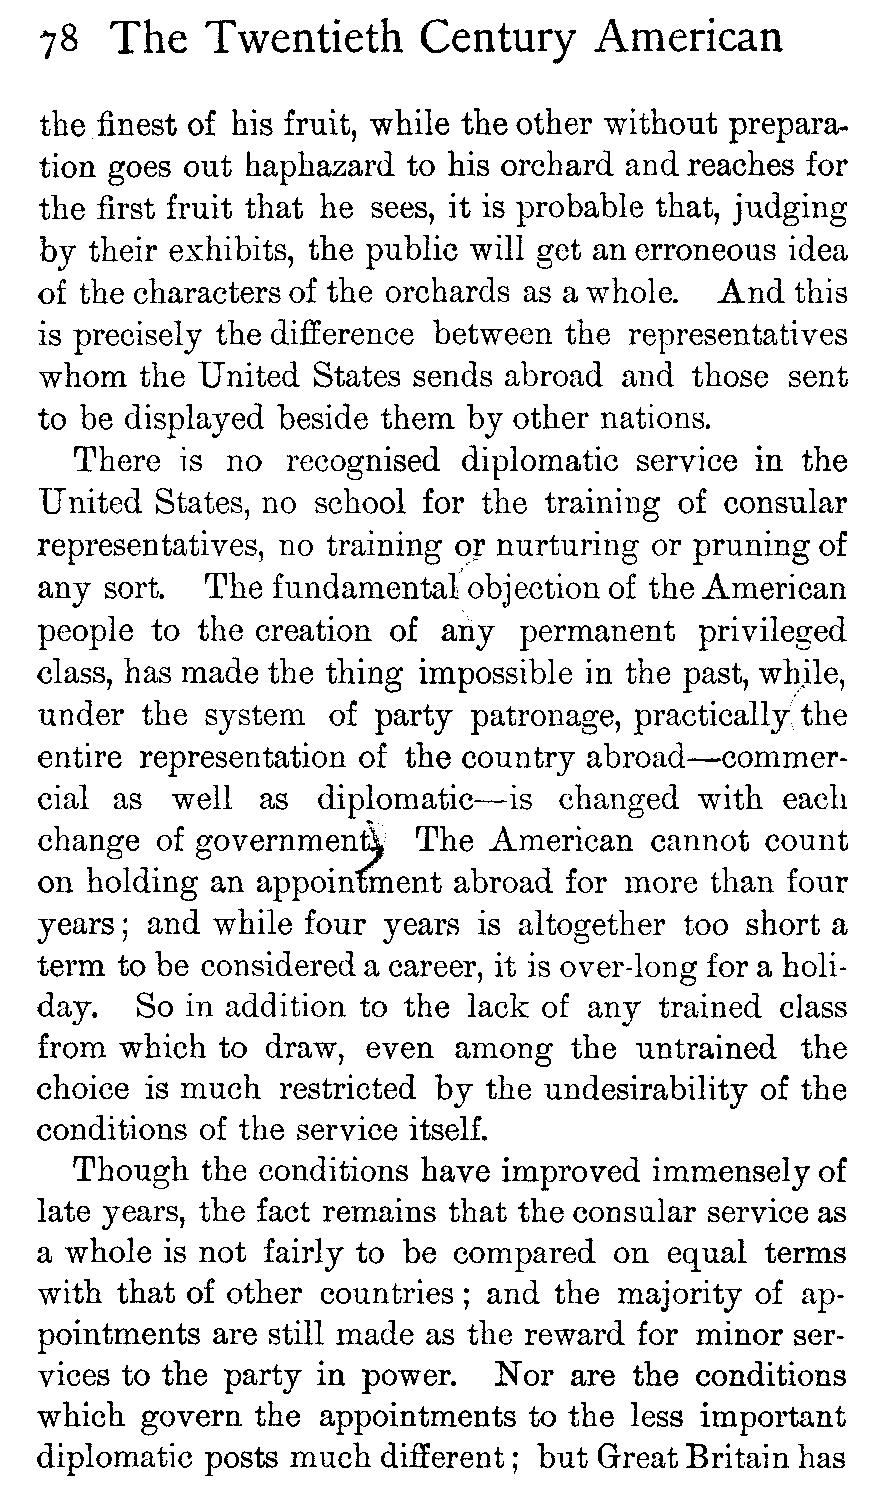 78 The Twentieth Century American
the finest of his fruit, while the other without prepara-
tion goes out haphazard to his orchard and reaches for
the first fruit that he sees, it is probable that, judging
by their exhibits, the public will get an erroneous idea
of the characters of the orchards as a whole. And this
is precisely the difference between the representatives
whom the United States sends abroad and those sent
to be displayed beside them by other nations.
There is no recognised diplomatic service in the
United States, no school for the training of consular
representatives, no training or nurturing or pruning of
any sort. The fundamental objection of the American
people to the creation of any permanent privileged
class, has made the thing impossible in the past, while,
under the system of party patronage, practically the
entire representation of the country abroad—commer-
cial as well as diplomatic—is changed with each
change of government. The American cannot count
on holding an appointment abroad for more than four
years; and while four years is altogether too short a
term to be considered a career, it is over-long for a holi-
day. So in addition to the lack of any trained class
from which to draw, even among the untrained the
choice is much restricted by the undesirability of the
conditions of the service itself.
Though the conditions have improved immensely of
late years, the fact remains that the consular service as
a whole is not fairly to be compared on equal terms
with that of other countries; and the majority of ap-
pointments are still made as the reward for minor ser-
vices to the party in power. Nor are the conditions
which govern the appointments to the less important
diplomatic posts much different; but Great Britain has